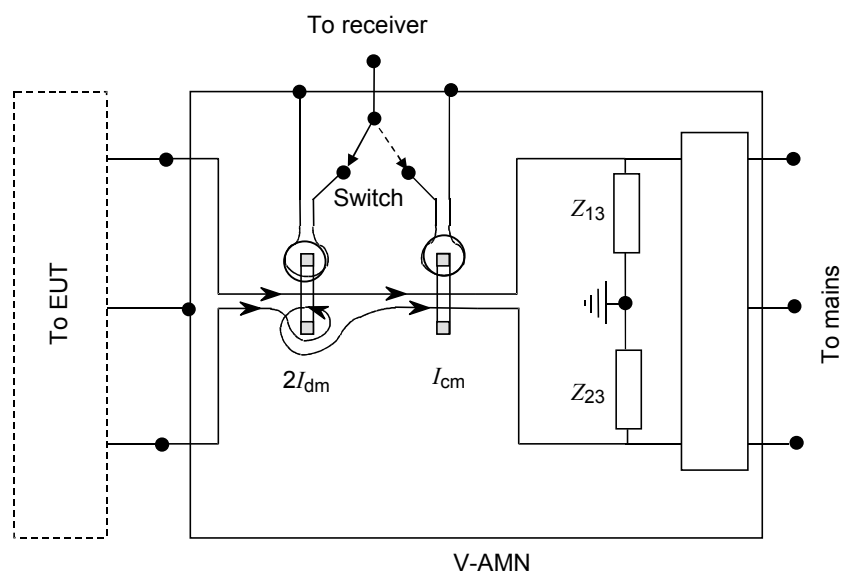 To receiver
Switch
To EUT
Z13
Z23
To mains
2Idm
Icm
V-AMN